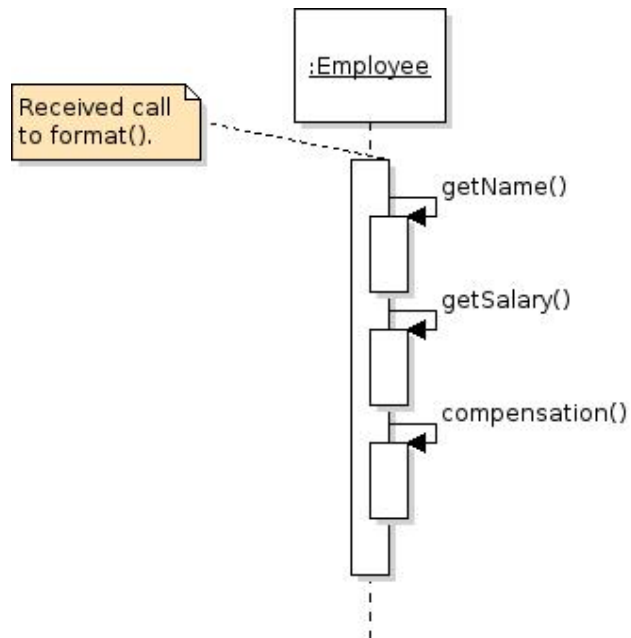 :Employee
Received call
to format().
getName()
getSalary()
compensation()